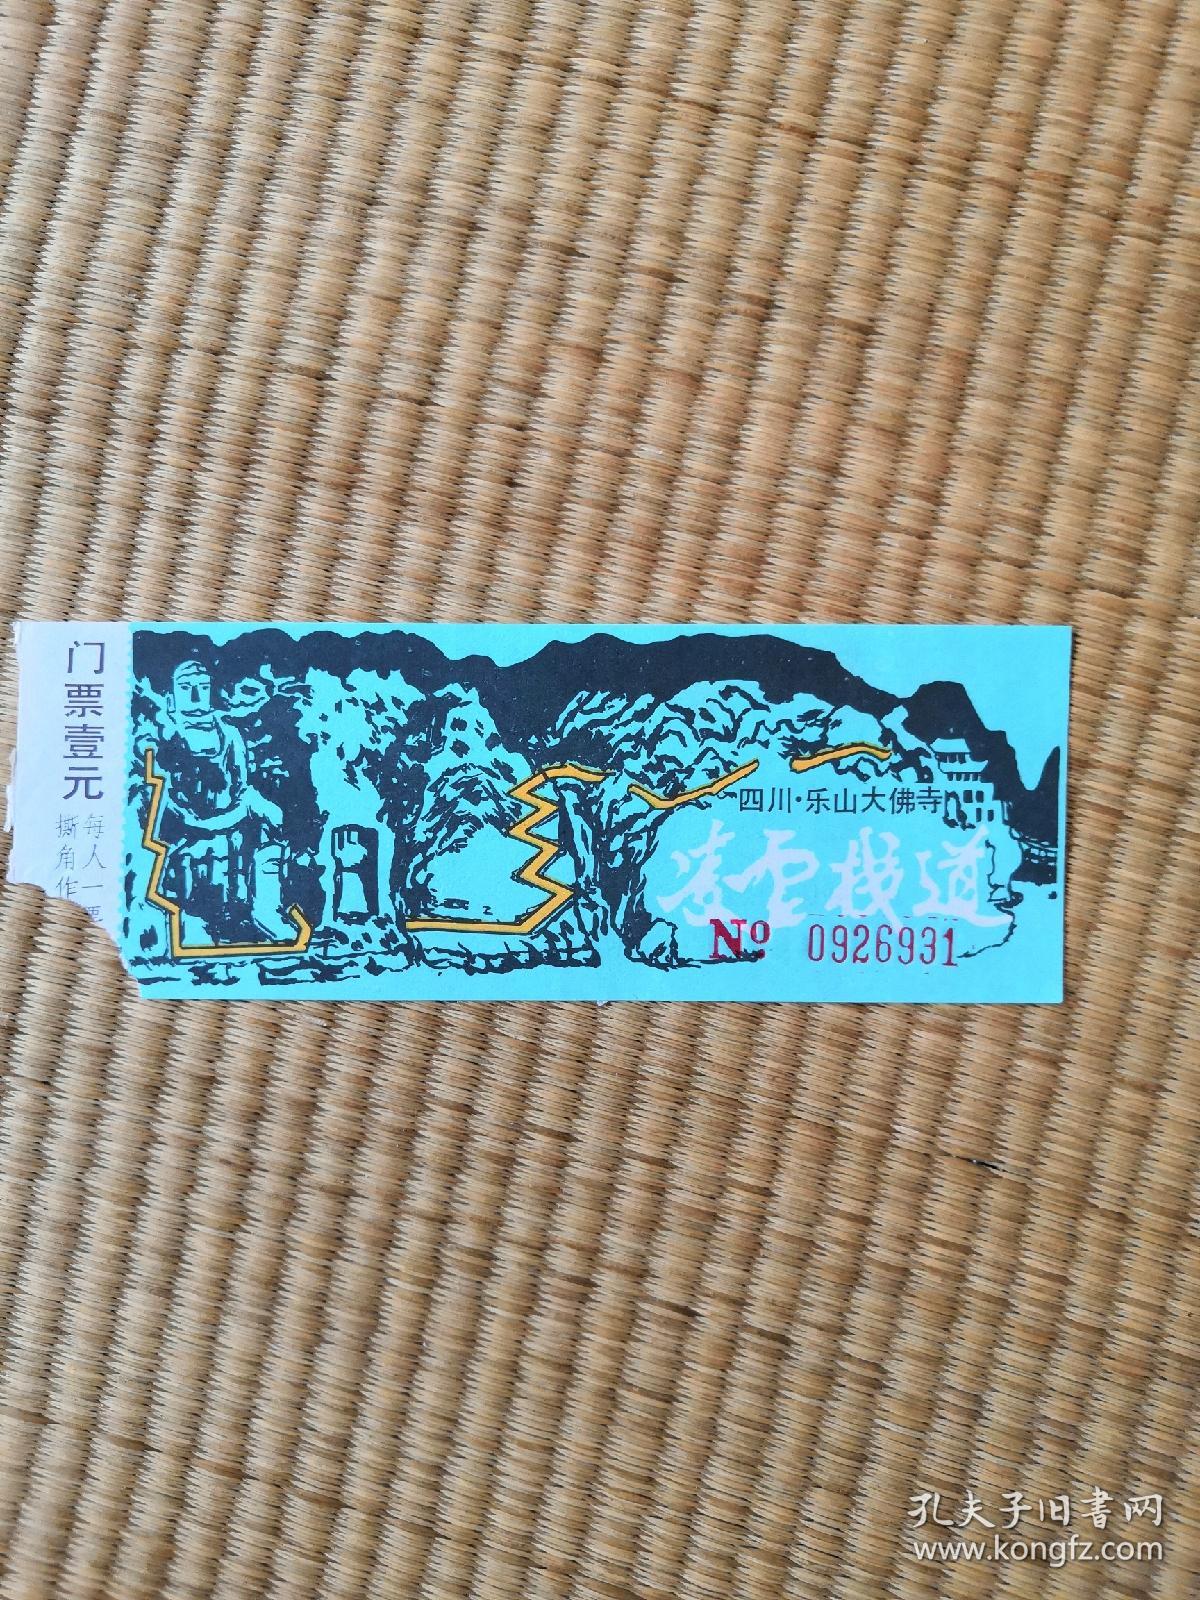 门票壹元
每人一票
撕角作
四川·乐山大佛寺
凌云栈道
Nº 0926931
孔夫子旧书网
www.kongfz.com